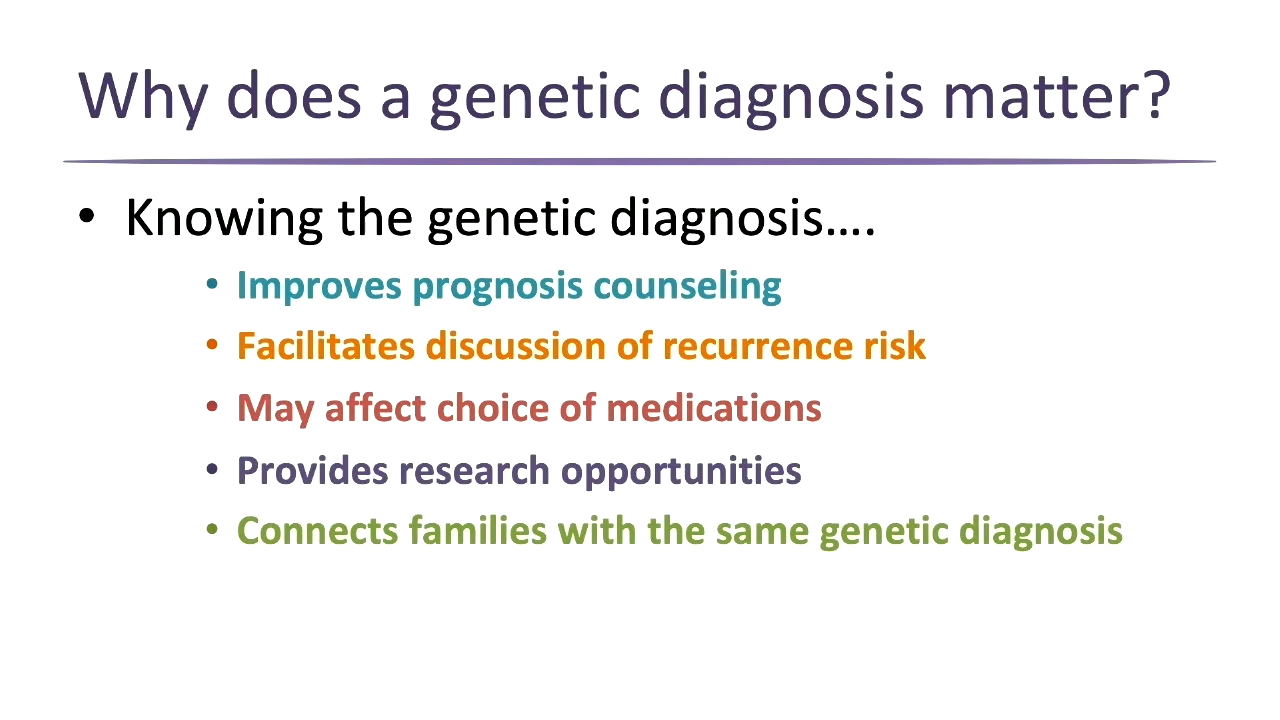 Why does a genetic diagnosis matter?
• Knowing the genetic diagnosis....
• Improves prognosis counseling
• Facilitates discussion of recurrence risk
• May affect choice of medications
• Provides research opportunities
• Connects families with the same genetic diagnosis